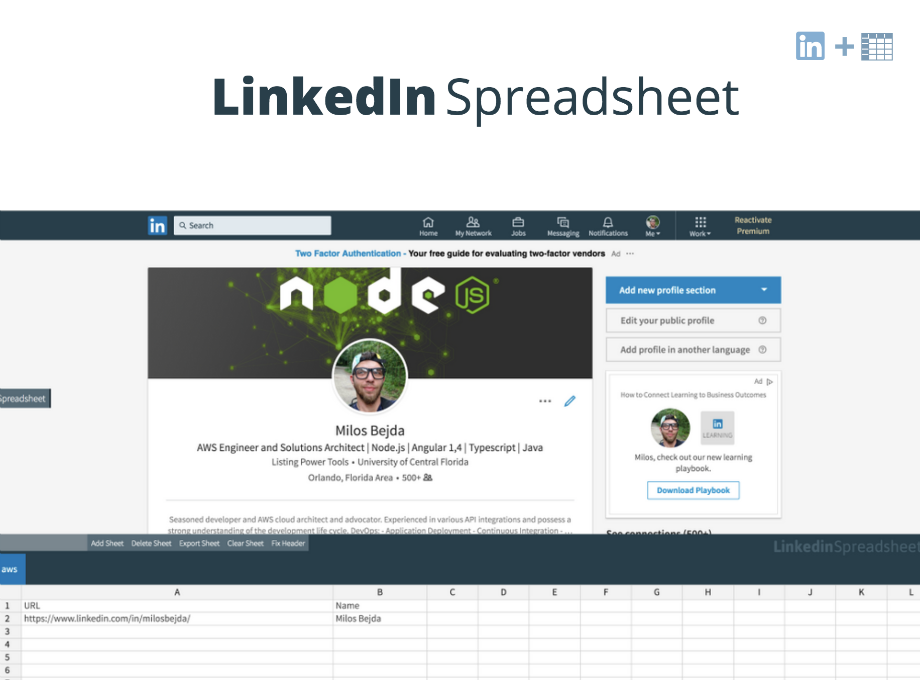 in
LinkedIn Spreadsheet
in Search Home My Network Jobs Messaging Notifications Me Work Reactivate Premium
Two Factor Authentication - Your free guide for evaluating two-factor vendors Ad ...
node JS
Add new profile section
Edit your public profile
Add profile in another language
Ad
How to Connect Learning to Business Outcomes
in LEARNING
Milos, check out our new learning
playbook.
Download Playbook
Spreadsheet
Milos Bejda
AWS Engineer and Solutions Architect | Node.js | Angular 1,4 | Typescript | Java
Listing Power Tools • University of Central Florida
Orlando, Florida Area • 500+
Seasoned developer and AWS cloud architect and advocator. Experienced in various API integrations and possess a
strong understanding of the development life cycle. DevOps: - Application Deployment - Continuous Integration - ...
See connections (500+)
Add Sheet Delete Sheet Export Sheet Clear Sheet Fix Header
LinkedinSpreadsheet
aws
A B C D E F G H I J K L
1 URL Name
2 https://www.linkedin.com/in/milosbejda/ Milos Bejda
3
4
5
6